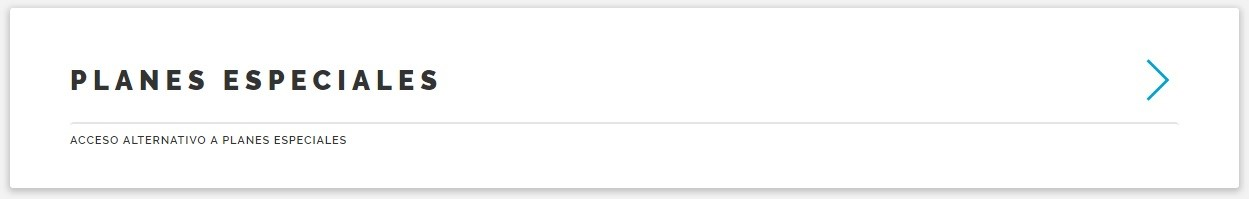 PLANES ESPECIALES
ACCESO ALTERNATIVO A PLANES ESPECIALES